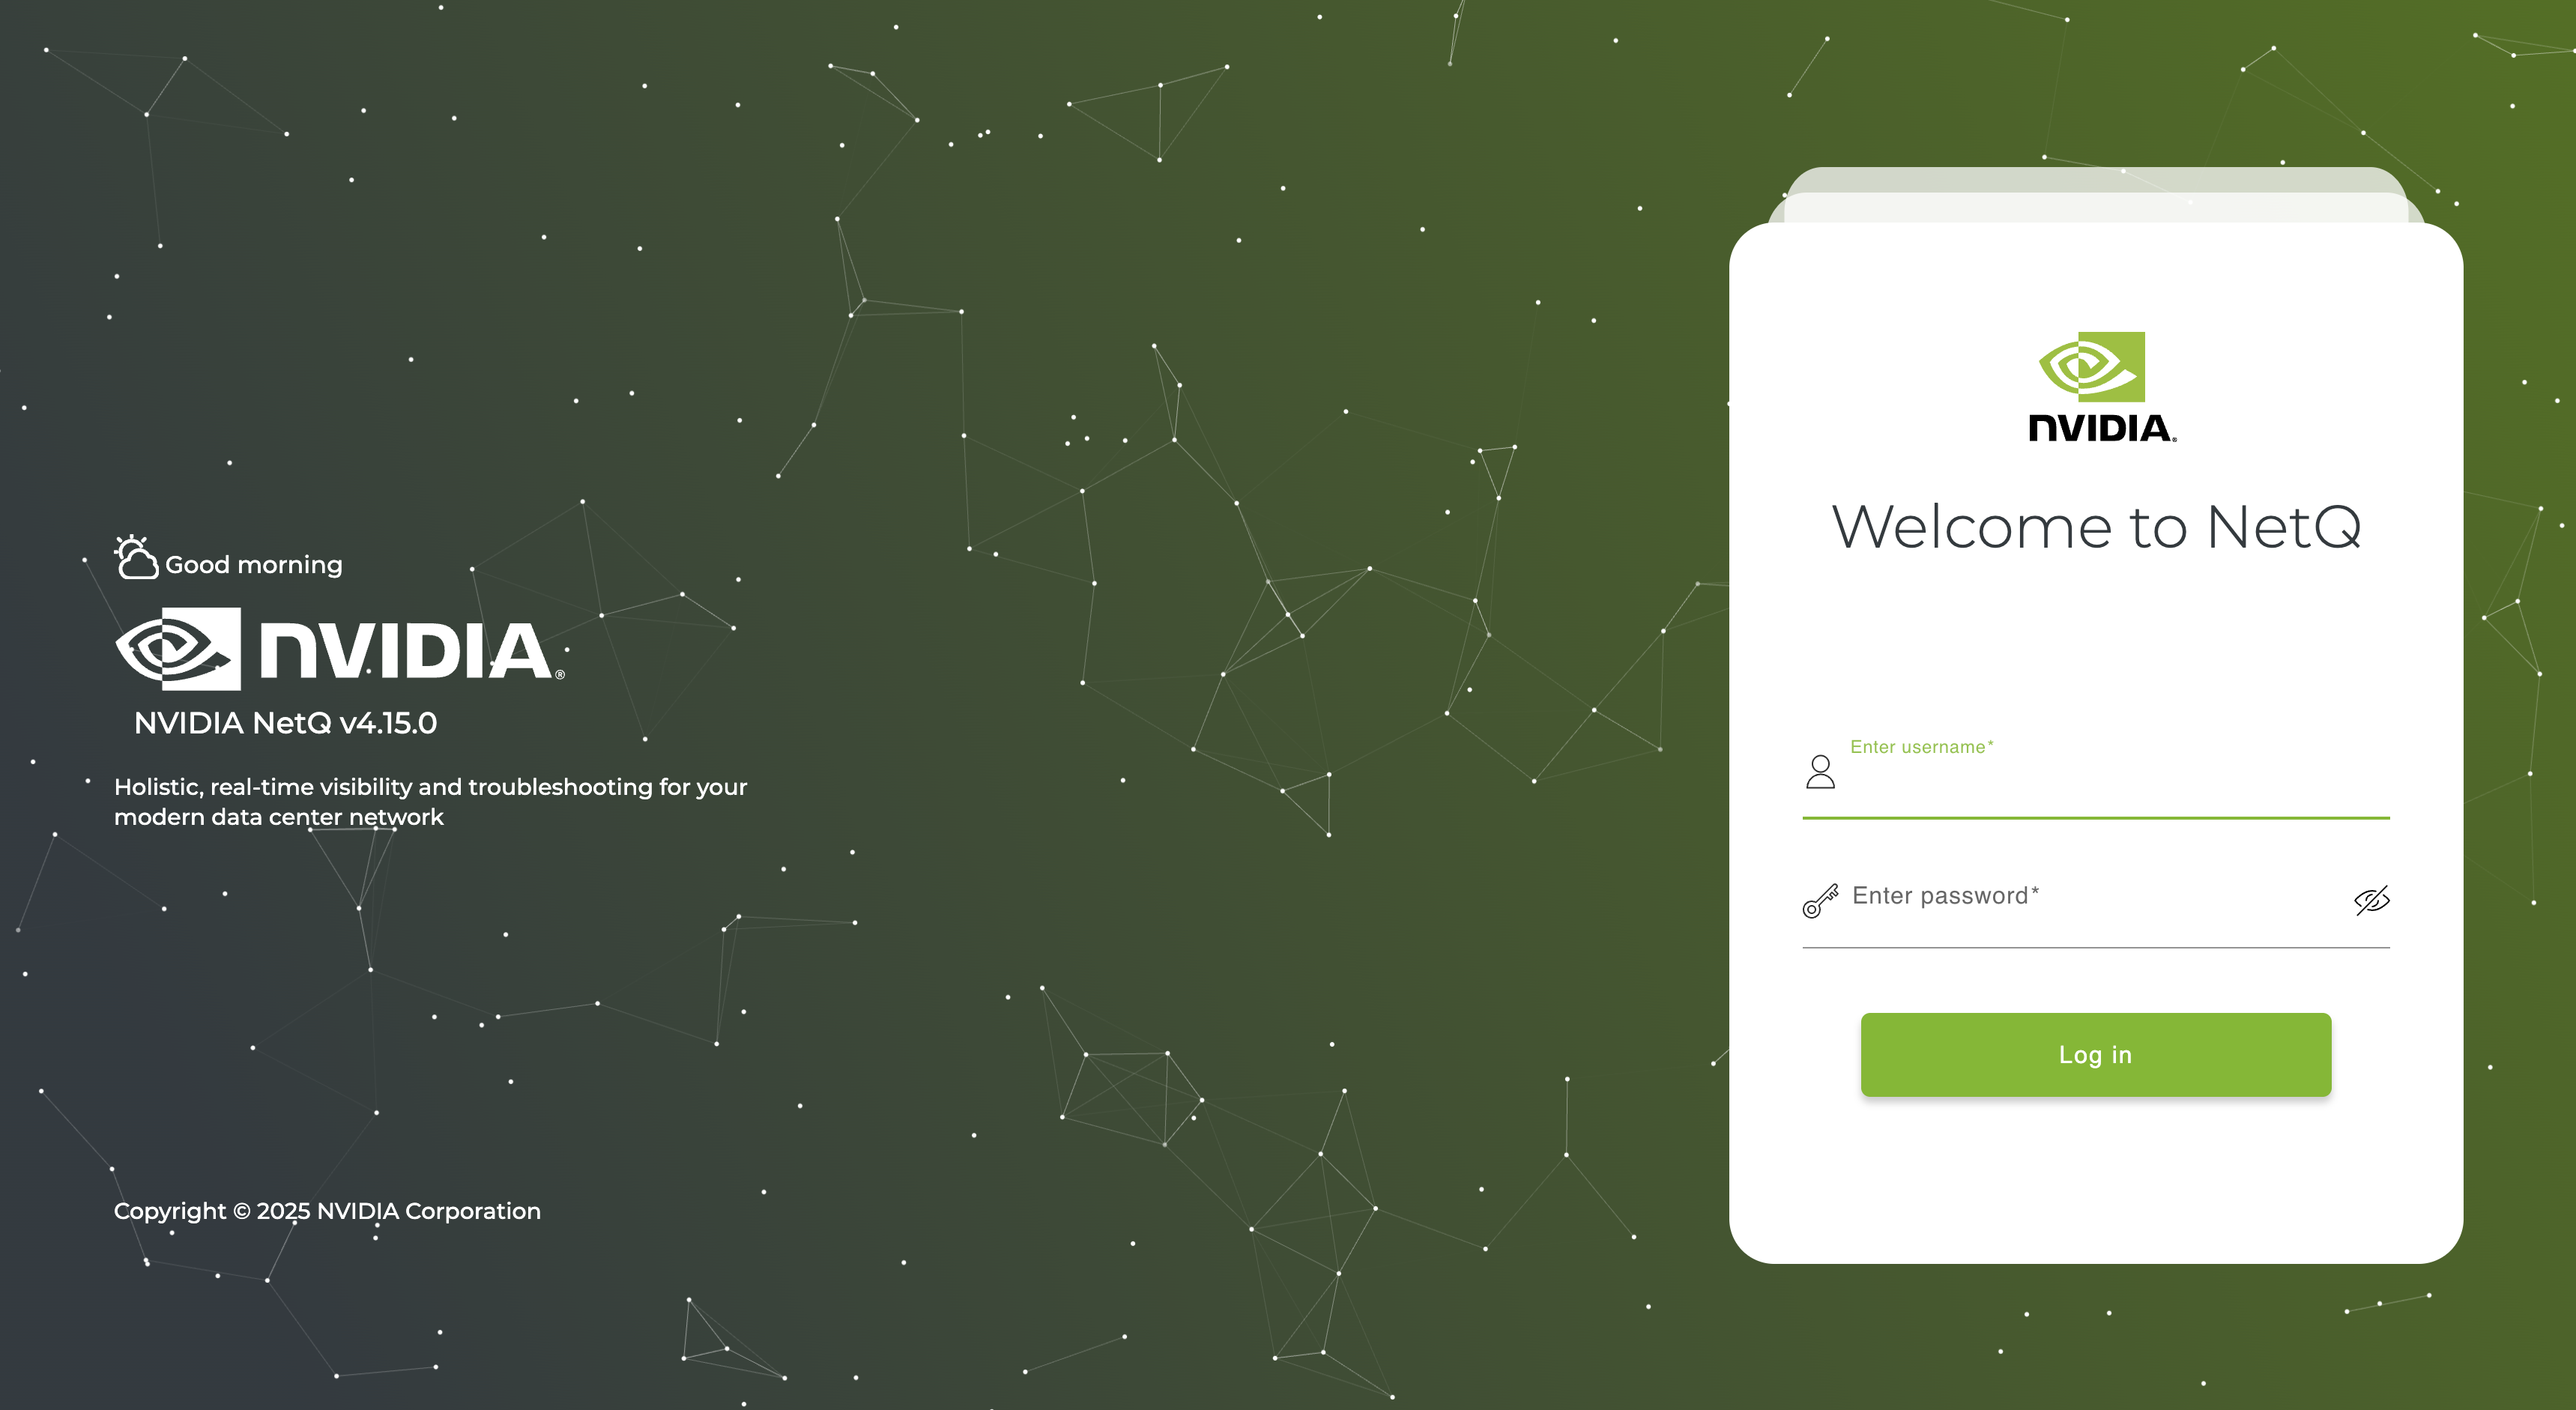 Good morning
NVIDIA®
NVIDIA NetQ v4.15.0
Holistic, real-time visibility and troubleshooting for your
modern data center network
Copyright © 2025 NVIDIA Corporation
NVIDIA®
Welcome to NetQ
Enter username*
Enter password*
Log in